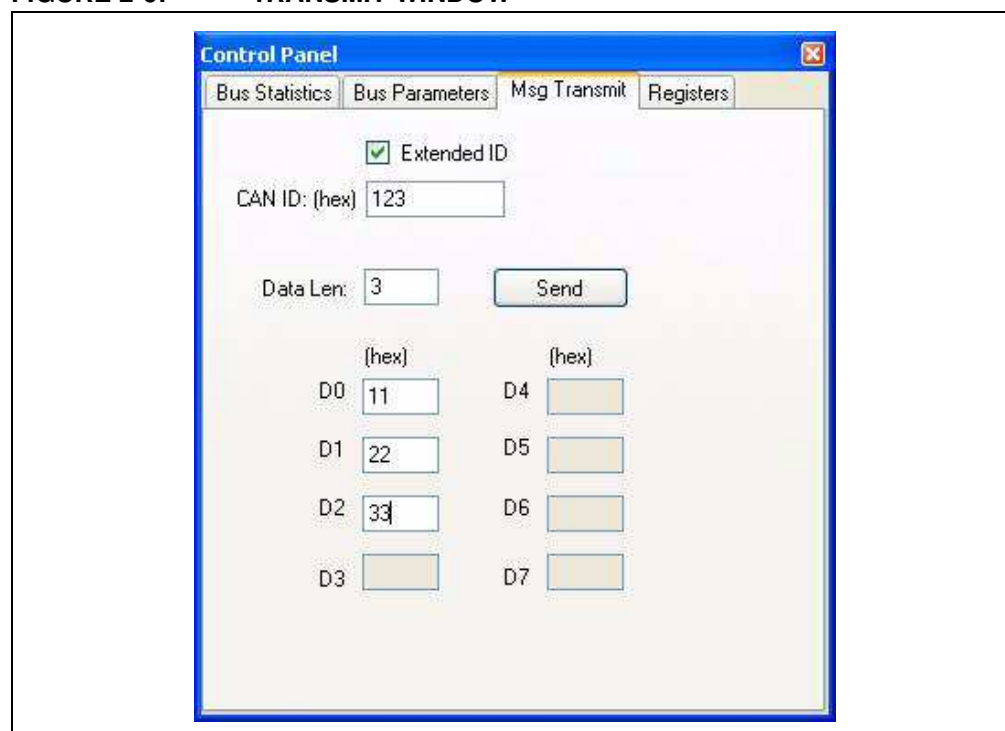 Control Panel
Bus Statistics Bus Parameters Msg Transmit Registers
Extended ID
CAN ID: (hex) 123
Data Len: 3 Send
(hex) (hex)
D0 11 D4
D1 22 D5
D2 33 D6
D3 D7